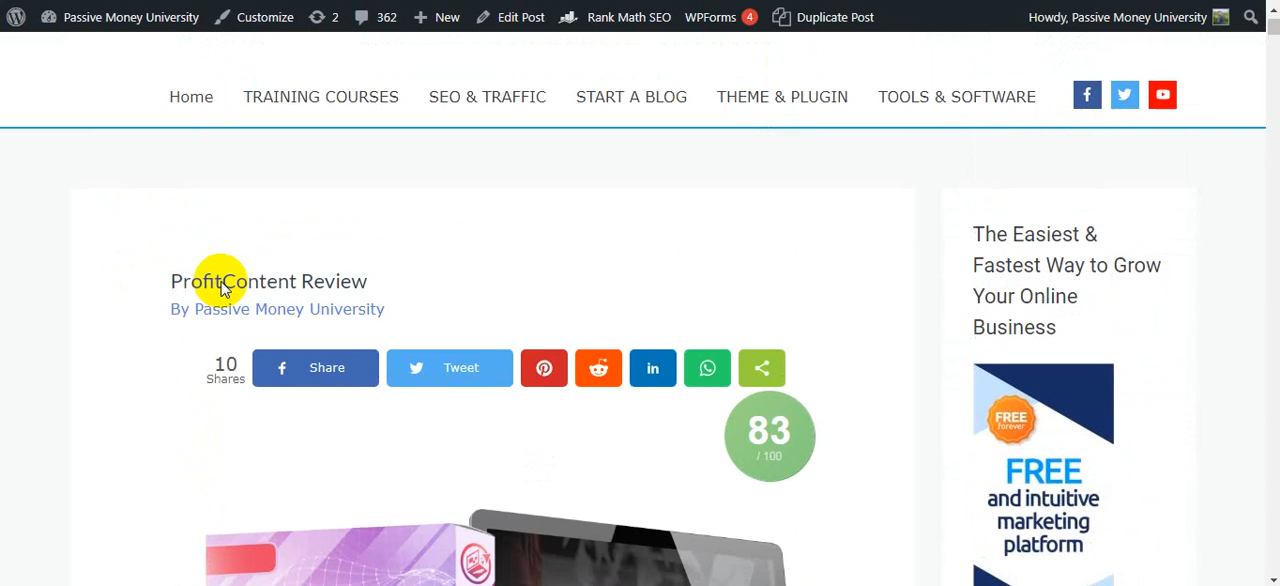 Passive Money University Customize 2 362 New Edit Post Rank Math SEO WPForms 4 Duplicate Post Howdy, Passive Money University
Home TRAINING COURSES SEO & TRAFFIC START A BLOG THEME & PLUGIN TOOLS & SOFTWARE
ProfitContent Review
By Passive Money University
10
Shares
Share
Tweet
in
83
/ 100
The Easiest &
Fastest Way to Grow
Your Online
Business
FREE
forever
FREE
and intuitive
marketing
platform